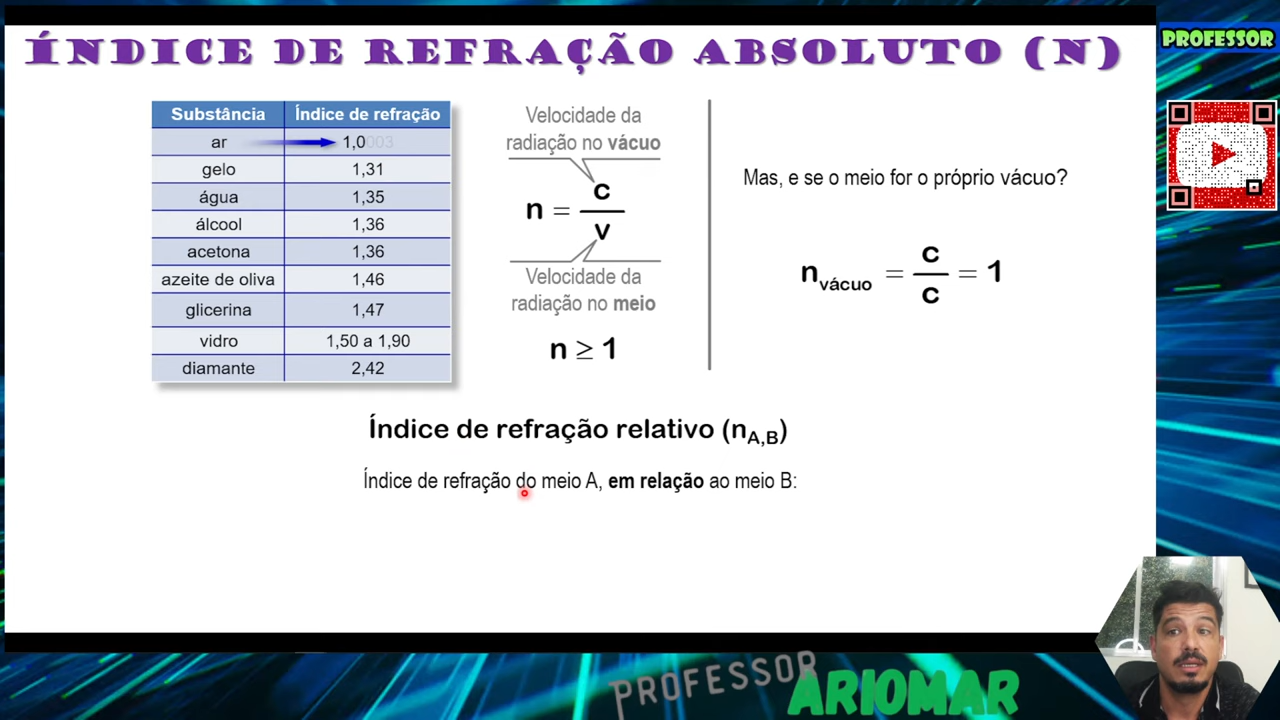 ÍNDICE DE REFRAÇÃO ABSOLUTO (N)
PROFESSOR
Substância Índice de refração
ar 1,0003
gelo 1,31
água 1,35
álcool 1,36
acetona 1,36
azeite de oliva 1,46
glicerina 1,47
vidro 1,50 a 1,90
diamante 2,42
Velocidade da
radiação no vácuo
n = c / v
Velocidade da
radiação no meio
n ≥ 1
Mas, e se o meio for o próprio vácuo?
n vácuo = c / c = 1
Índice de refração relativo (nA,B)
Índice de refração do meio A, em relação ao meio B:
PROFESSOR
ARIOMAR